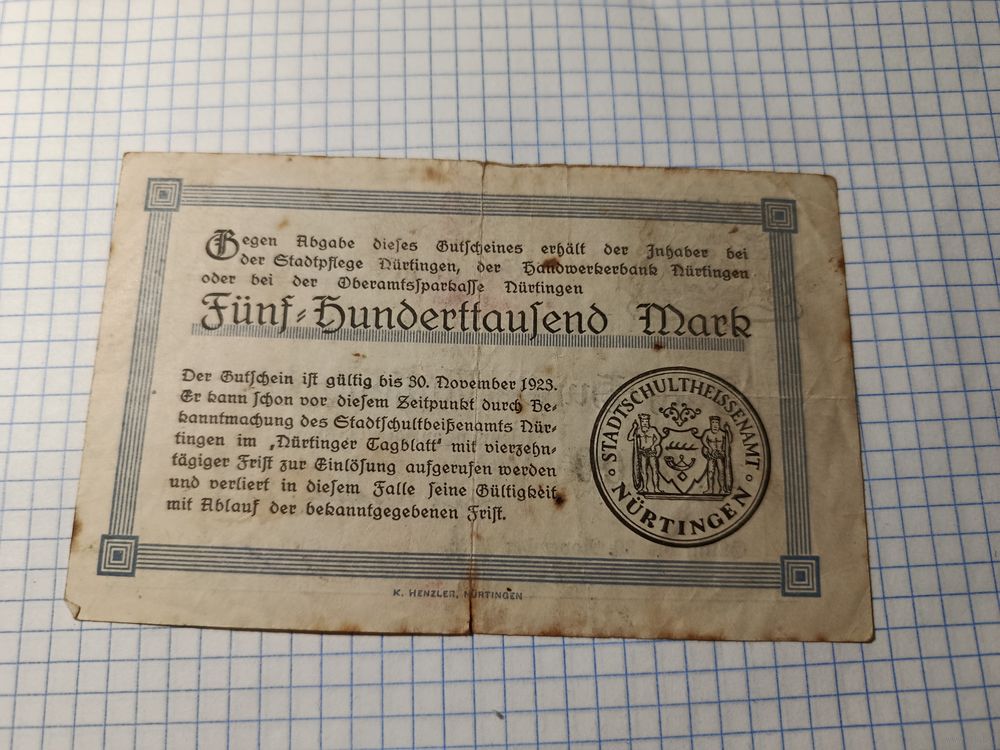 Gegen Abgabe dieses Gutscheines erhält der Inhaber bei
der Stadtpflege Nürtingen, der Handwerkerbank Nürtingen
oder bei der Oberamtssparkasse Nürtingen
Fünf-Hunderttausend Mark
Der Gutschein ist gültig bis 30. November 1923.
Er kann schon vor diesem Zeitpunkt durch Be-
kanntmachung des Stadtschultheißenamts Nür-
tingen im „Nürtinger Tagblatt" mit vierzehn-
tägiger Frist zur Einlösung aufgerufen werden
und verliert in diesem Falle seine Gültigkeit
mit Ablauf der bekanntgegebenen Frist.
STADTSCHULTHEISSENAMT
NÜRTINGEN
K. HENZLER, NÜRTINGEN